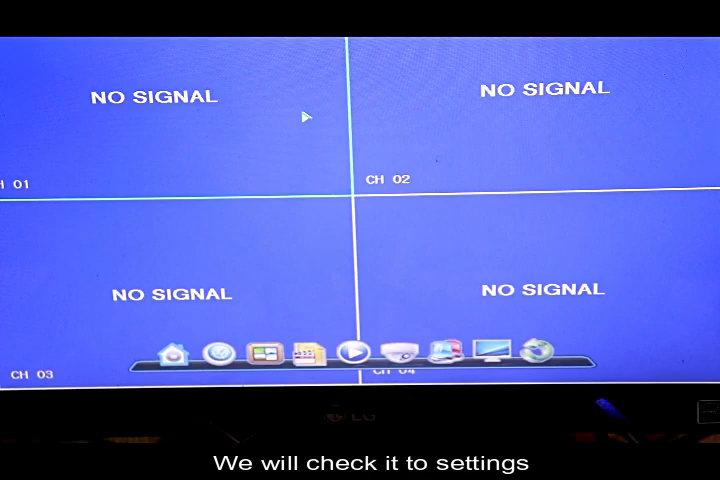 NO SIGNAL
NO SIGNAL
CH 02
NO SIGNAL
NO SIGNAL
CH 03
CH 04
LG
We will check it to settings